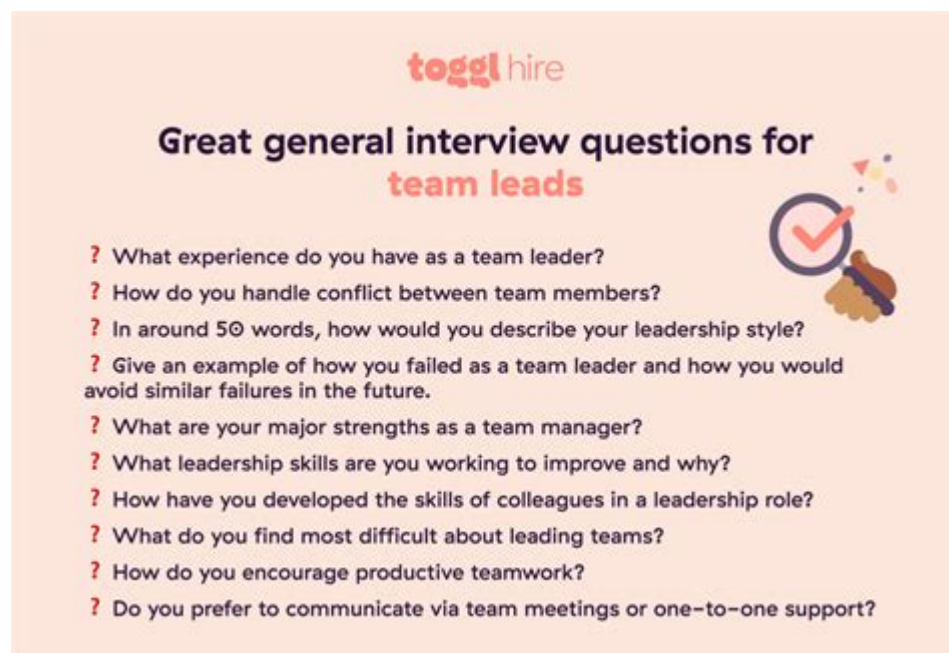 toggl hire
Great general interview questions for
team leads
? What experience do you have as a team leader?
? How do you handle conflict between team members?
? In around 50 words, how would you describe your leadership style?
? Give an example of how you failed as a team leader and how you would
avoid similar failures in the future.
? What are your major strengths as a team manager?
? What leadership skills are you working to improve and why?
? How have you developed the skills of colleagues in a leadership role?
? What do you find most difficult about leading teams?
? How do you encourage productive teamwork?
? Do you prefer to communicate via team meetings or one-to-one support?